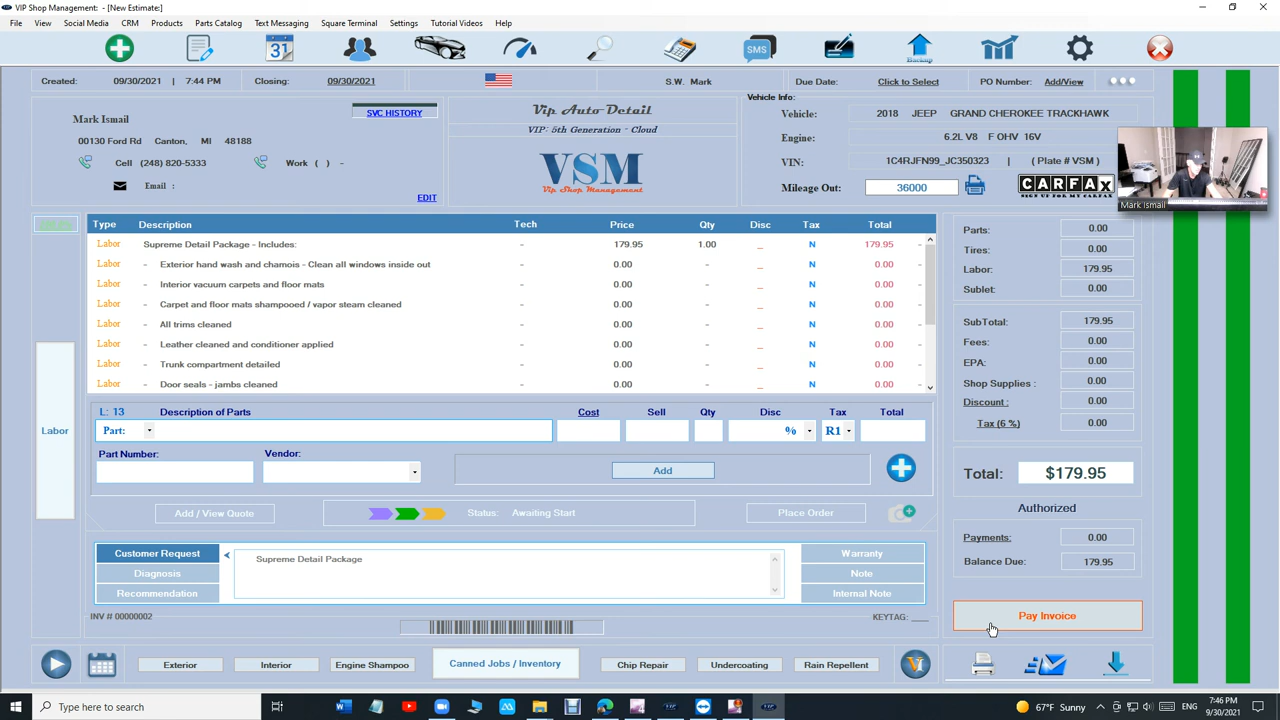 VIP Shop Management: - [New Estimate:]
File View Social Media CRM Products Parts Catalog Text Messaging Square Terminal Settings Tutorial Videos Help
31 SMS Backup
Created: 09/30/2021 | 7:44 PM Closing: 09/30/2021 S.W. Mark Due Date: Click to Select PO Number: Add/View
Mark Ismail
00130 Ford Rd Canton, MI 48188
Cell (248) 820-5333 Work ( ) -
Email :
SVC HISTORY
EDIT
Vip Auto Detail
VIP: 5th Generation - Cloud
VSM
Vip Shop Management
Vehicle Info:
Vehicle: 2018 JEEP GRAND CHEROKEE TRACKHAWK
Engine: 6.2L V8 F OHV 16V
VIN: 1C4RJFN99_JC350323 | ( Plate # VSM )
Mileage Out: 36000
CARFAX
SIGN UP FOR MY CARFAX
Mark Ismail
Type Description Tech Price Qty Disc Tax Total
Labor Supreme Detail Package - Includes: - 179.95 1.00 _ N 179.95 -
Labor - Exterior hand wash and chamois - Clean all windows inside out - 0.00 - _ N 0.00 -
Labor - Interior vacuum carpets and floor mats - 0.00 - _ N 0.00 -
Labor - Carpet and floor mats shampooed / vapor steam cleaned - 0.00 - _ N 0.00 -
Labor - All trims cleaned - 0.00 - _ N 0.00 -
Labor - Leather cleaned and conditioner applied - 0.00 - _ N 0.00 -
Labor - Trunk compartment detailed - 0.00 - _ N 0.00 -
Labor - Door seals - jambs cleaned - 0.00 - _ N 0.00 -
Labor
L: 13 Description of Parts Cost Sell Qty Disc Tax Total
Part: % R1
Part Number: Vendor:
Add
Add / View Quote Status: Awaiting Start Place Order
Customer Request < Supreme Detail Package Warranty
Diagnosis Note
Recommendation Internal Note
INV # 00000002 KEYTAG: ___
Parts: 0.00
Tires: 0.00
Labor: 179.95
Sublet: 0.00
SubTotal: 179.95
Fees: 0.00
EPA: 0.00
Shop Supplies : 0.00
Discount : 0.00
Tax (6 %) 0.00
Total: $179.95
Authorized
Payments: 0.00
Balance Due: 179.95
Pay Invoice
Exterior Interior Engine Shampoo Canned Jobs / Inventory Chip Repair Undercoating Rain Repellent
Type here to search 67°F Sunny ENG 7:46 PM
9/30/2021